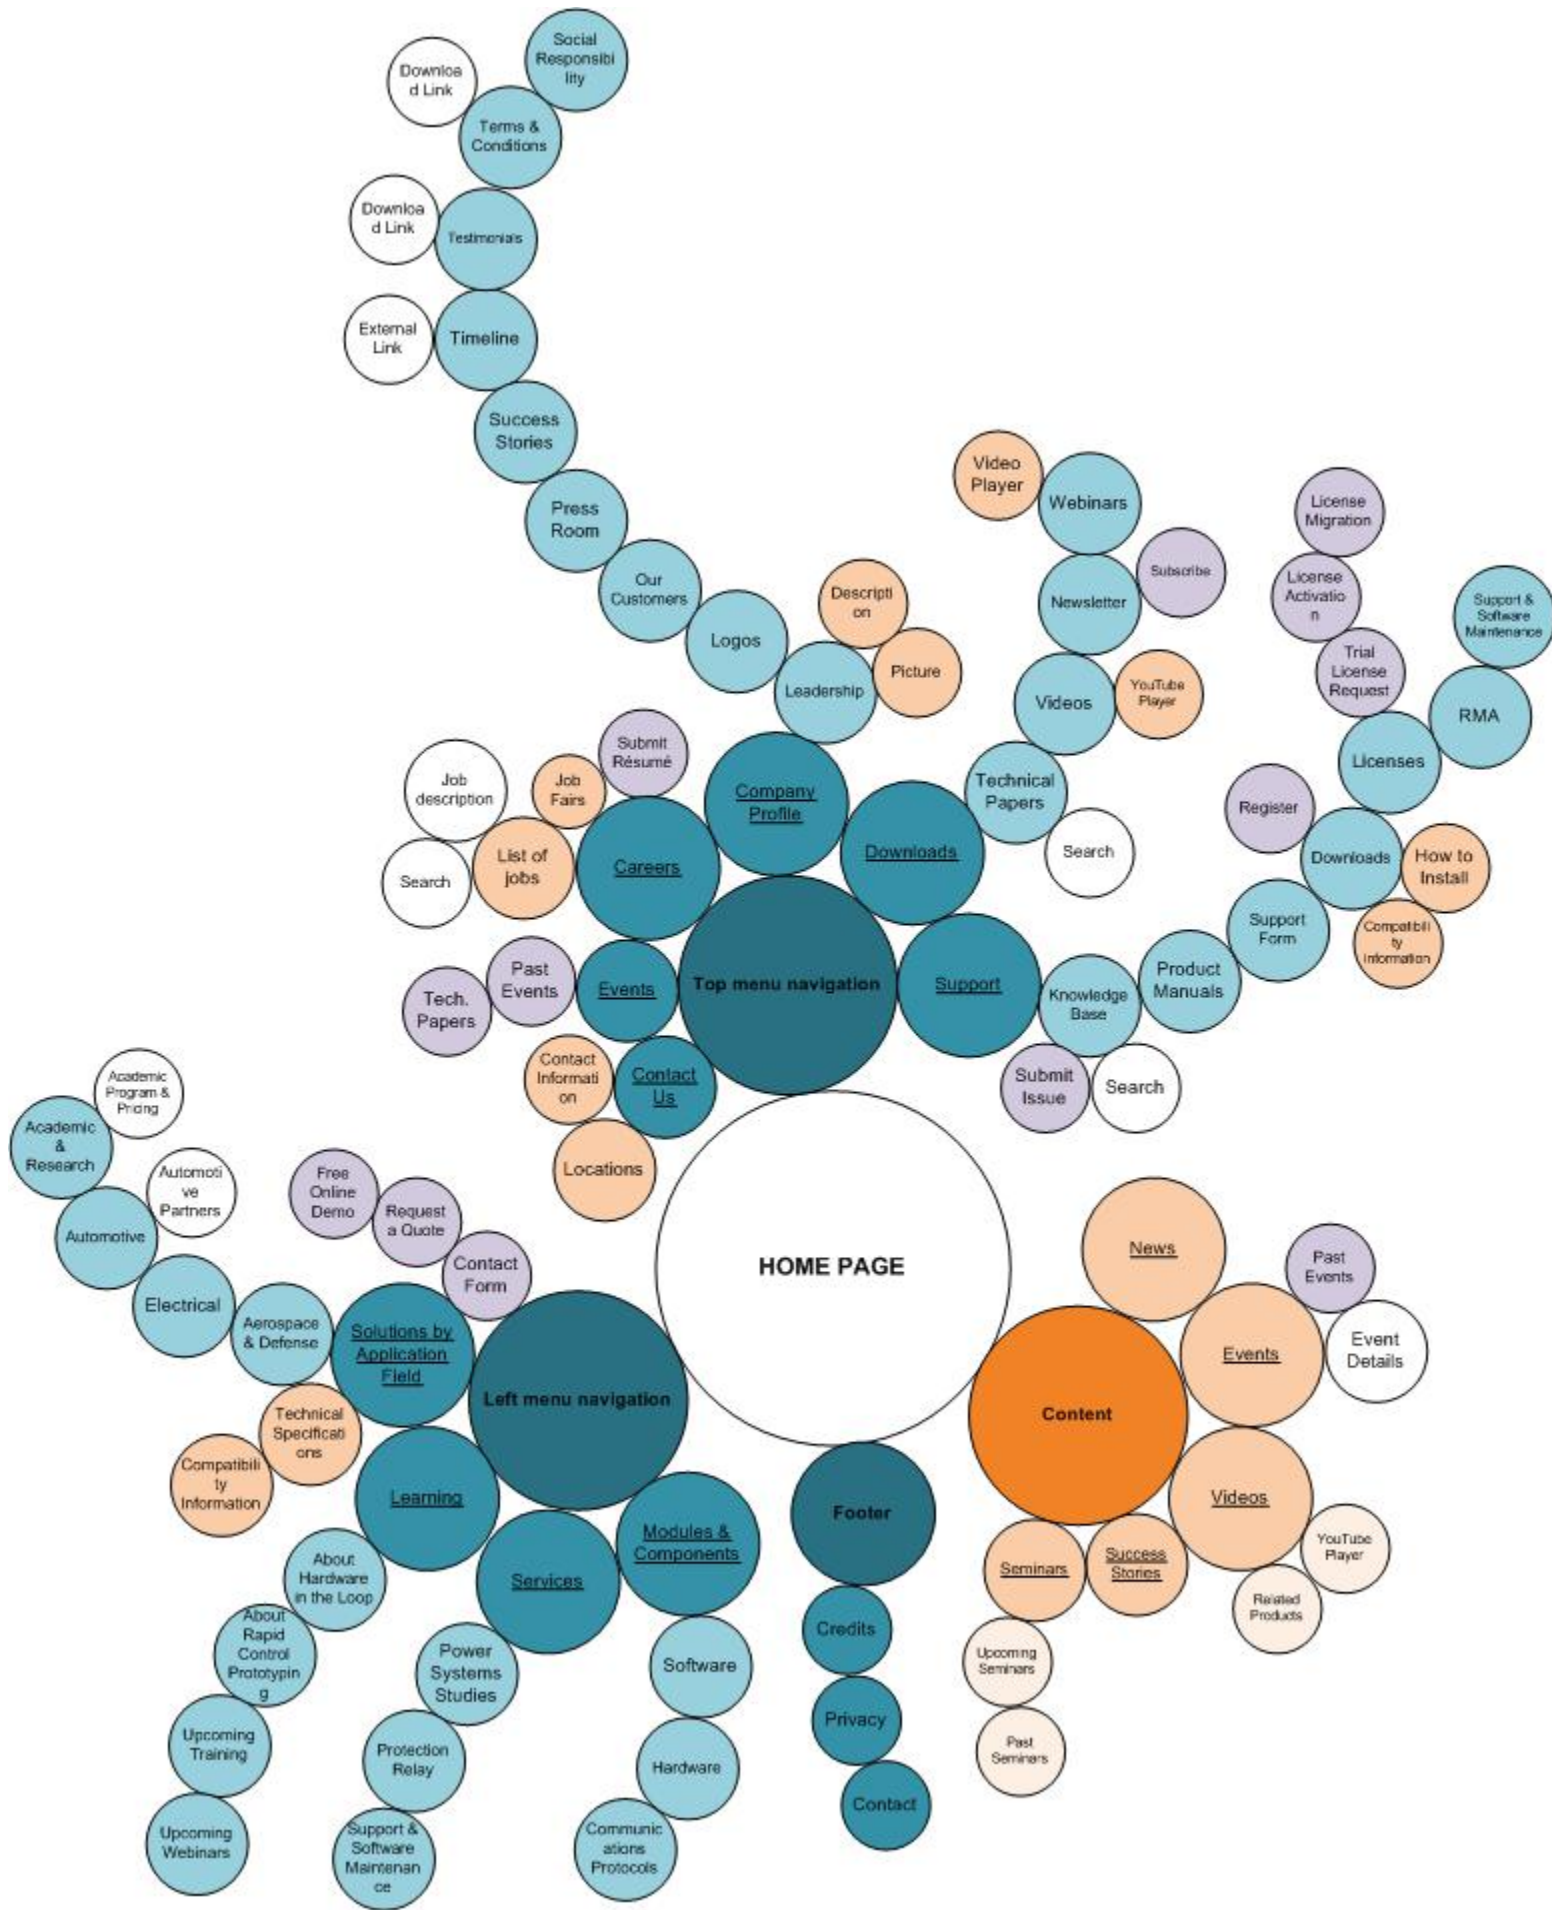 Social
Responsibi
lity
Downloa
d Link
Terms &
Conditions
Downloa
d Link
Testimonials
External
Link
Timeline
Success
Stories
Press
Room
Our
Customers
Logos
Leadership
Descripti
on
Picture
Video
Player
Webinars
Subscribe
Newsletter
Videos
YouTube
Player
Technical
Papers
Search
License
Migration
License
Activatio
n
Trial
License
Request
Support &
Software
Maintenance
RMA
Licenses
Register
Downloads
How to
Install
Compatibili
ty
Information
Support
Form
Product
Manuals
Knowledge
Base
Submit
Issue
Search
Submit
Résumé
Job
Fairs
Job
description
List of
jobs
Search
Careers
Company
Profile
Downloads
Support
Top menu navigation
Events
Past
Events
Tech.
Papers
Contact
Us
Contact
Informati
on
Locations
HOME PAGE
Academic
Program &
Pricing
Academic
&
Research
Automoti
ve
Partners
Automotive
Electrical
Aerospace
& Defense
Free
Online
Demo
Request
a Quote
Contact
Form
Solutions by
Application
Field
Left menu navigation
Technical
Specificati
ons
Compatibili
ty
Information
Learning
Services
Modules &
Components
About
Hardware
in the Loop
About
Rapid
Control
Prototypin
g
Upcoming
Training
Upcoming
Webinars
Power
Systems
Studies
Protection
Relay
Support &
Software
Maintenan
ce
Software
Hardware
Communic
ations
Protocols
Footer
Credits
Privacy
Contact
Content
News
Events
Past
Events
Event
Details
Videos
YouTube
Player
Related
Products
Success
Stories
Seminars
Upcoming
Seminars
Past
Seminars